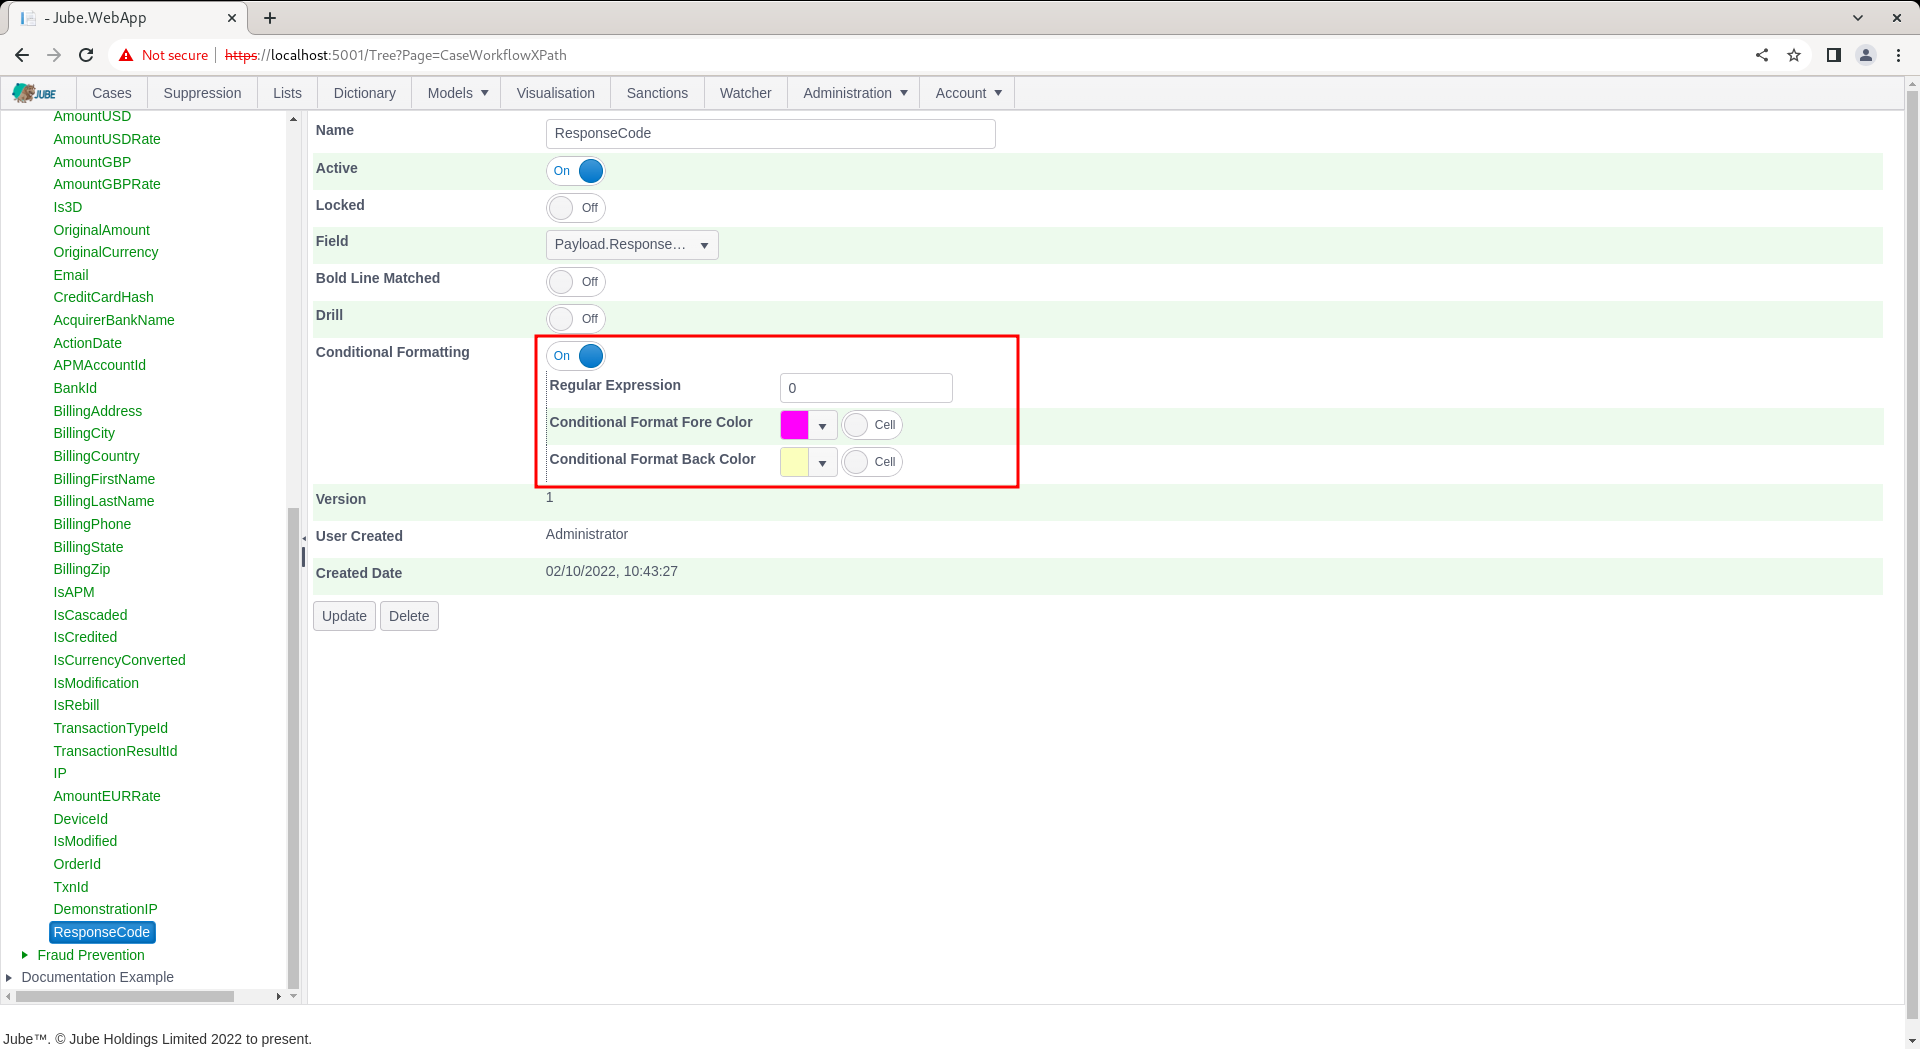 - Jube.WebApp
Not secure
https://localhost:5001/Tree?Page=CaseWorkflowXPath
JUBE
Cases
Suppression
Lists
Dictionary
Models
Visualisation
Sanctions
Watcher
Administration
Account
AmountUSD
AmountUSDRate
AmountGBP
AmountGBPRate
Is3D
OriginalAmount
OriginalCurrency
Email
CreditCardHash
AcquirerBankName
ActionDate
APMAccountId
BankId
BillingAddress
BillingCity
BillingCountry
BillingFirstName
BillingLastName
BillingPhone
BillingState
BillingZip
IsAPM
IsCascaded
IsCredited
IsCurrencyConverted
IsModification
IsRebill
TransactionTypeId
TransactionResultId
IP
AmountEURRate
DeviceId
IsModified
OrderId
TxnId
DemonstrationIP
ResponseCode
Fraud Prevention
Documentation Example
Name ResponseCode
Active On
Locked Off
Field Payload.Response...
Bold Line Matched Off
Drill Off
Conditional Formatting On
Regular Expression 0
Conditional Format Fore Color Cell
Conditional Format Back Color Cell
Version 1
User Created Administrator
Created Date 02/10/2022, 10:43:27
Update Delete
Jube™. © Jube Holdings Limited 2022 to present.